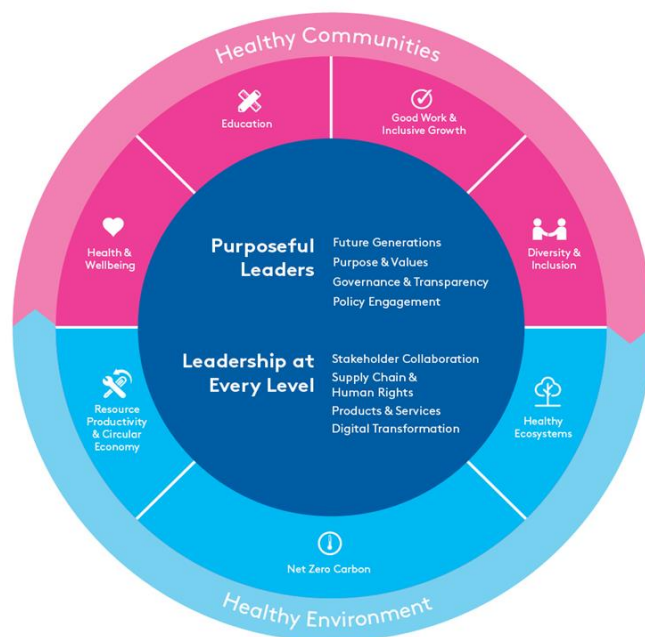 Healthy Communities
Education
Good Work &
Inclusive Growth
Health &
Wellbeing
Diversity &
Inclusion
Purposeful
Leaders
Future Generations
Purpose & Values
Governance & Transparency
Policy Engagement
Leadership at
Every Level
Stakeholder Collaboration
Supply Chain &
Human Rights
Products & Services
Digital Transformation
Resource
Productivity
& Circular
Economy
Healthy
Ecosystems
Net Zero Carbon
Healthy Environment